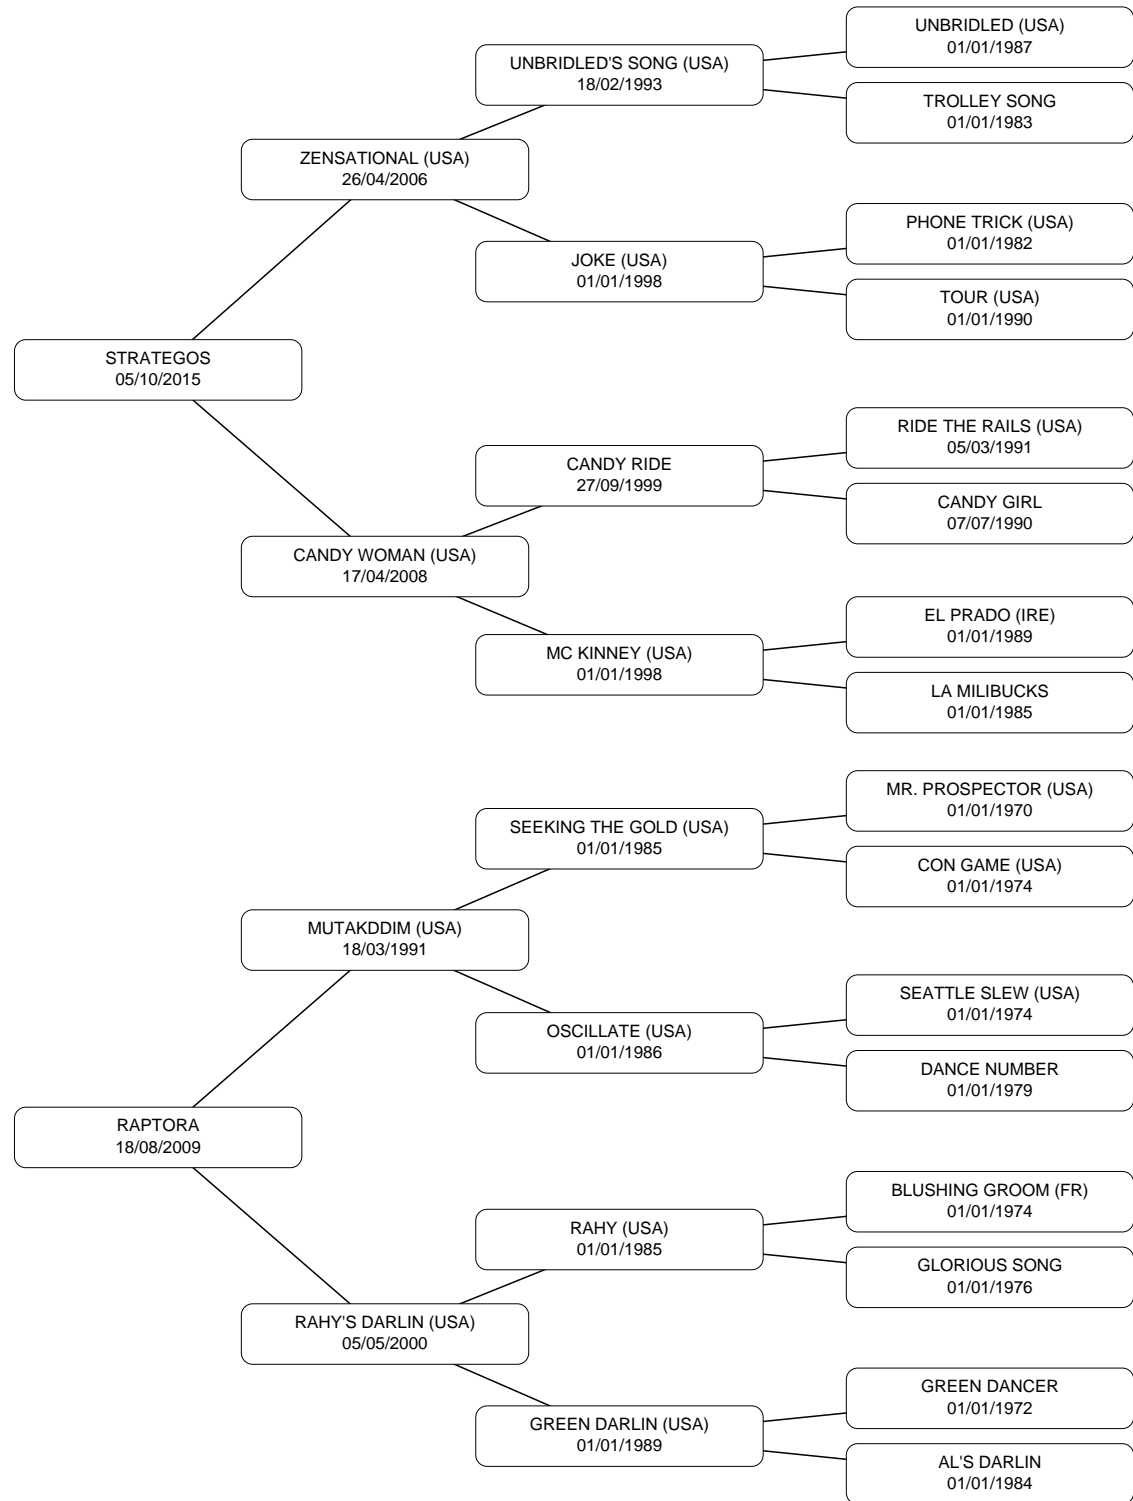 UNBRIDLED (USA)
01/01/1987
UNBRIDLED'S SONG (USA)
18/02/1993
TROLLEY SONG
01/01/1983
ZENSATIONAL (USA)
26/04/2006
PHONE TRICK (USA)
01/01/1982
JOKE (USA)
01/01/1998
TOUR (USA)
01/01/1990
STRATEGOS
05/10/2015
RIDE THE RAILS (USA)
05/03/1991
CANDY RIDE
27/09/1999
CANDY GIRL
07/07/1990
CANDY WOMAN (USA)
17/04/2008
EL PRADO (IRE)
01/01/1989
MC KINNEY (USA)
01/01/1998
LA MILIBUCKS
01/01/1985
MR. PROSPECTOR (USA)
01/01/1970
SEEKING THE GOLD (USA)
01/01/1985
CON GAME (USA)
01/01/1974
MUTAKDDIM (USA)
18/03/1991
SEATTLE SLEW (USA)
01/01/1974
OSCILLATE (USA)
01/01/1986
DANCE NUMBER
01/01/1979
RAPTORA
18/08/2009
BLUSHING GROOM (FR)
01/01/1974
RAHY (USA)
01/01/1985
GLORIOUS SONG
01/01/1976
RAHY'S DARLIN (USA)
05/05/2000
GREEN DANCER
01/01/1972
GREEN DARLIN (USA)
01/01/1989
AL'S DARLIN
01/01/1984